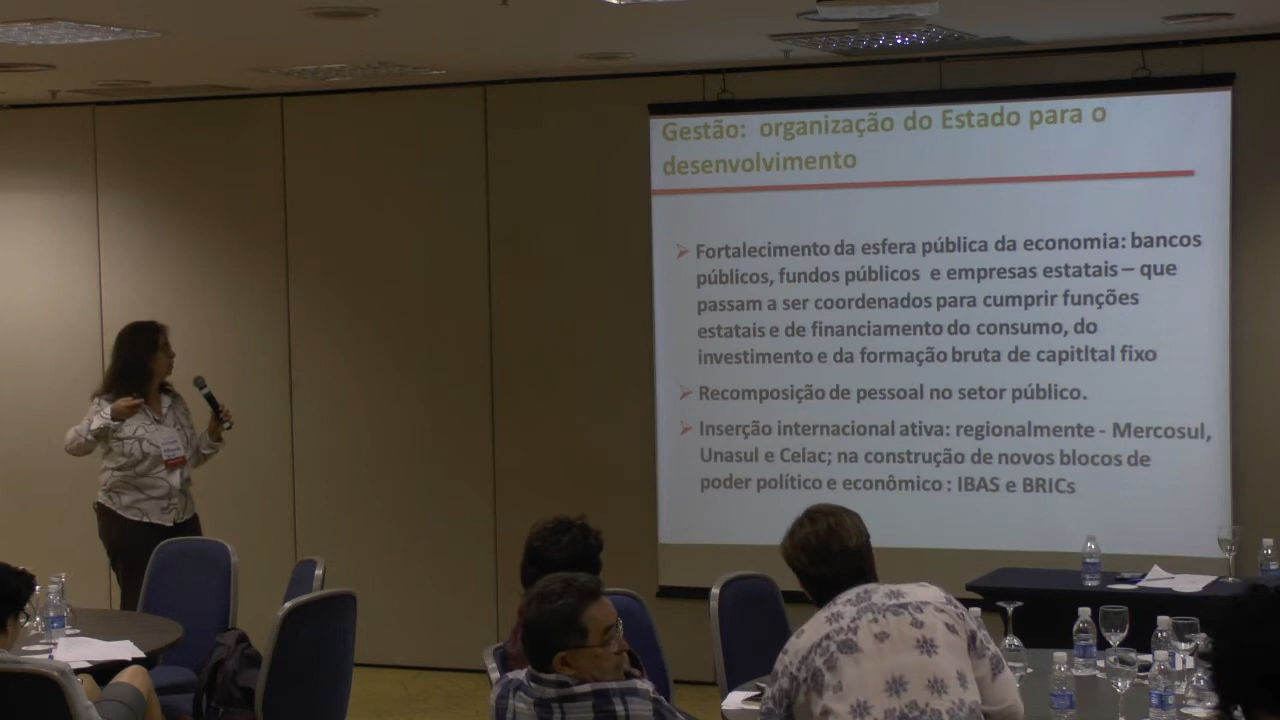 Gestão: organização do Estado para o
desenvolvimento
Fortalecimento da esfera pública da economia: bancos
públicos, fundos públicos e empresas estatais – que
passam a ser coordenados para cumprir funções
estatais e de financiamento do consumo, do
investimento e da formação bruta de capitltal fixo
Recomposição de pessoal no setor público.
Inserção internacional ativa: regionalmente - Mercosul,
Unasul e Celac; na construção de novos blocos de
poder político e econômico : IBAS e BRICs